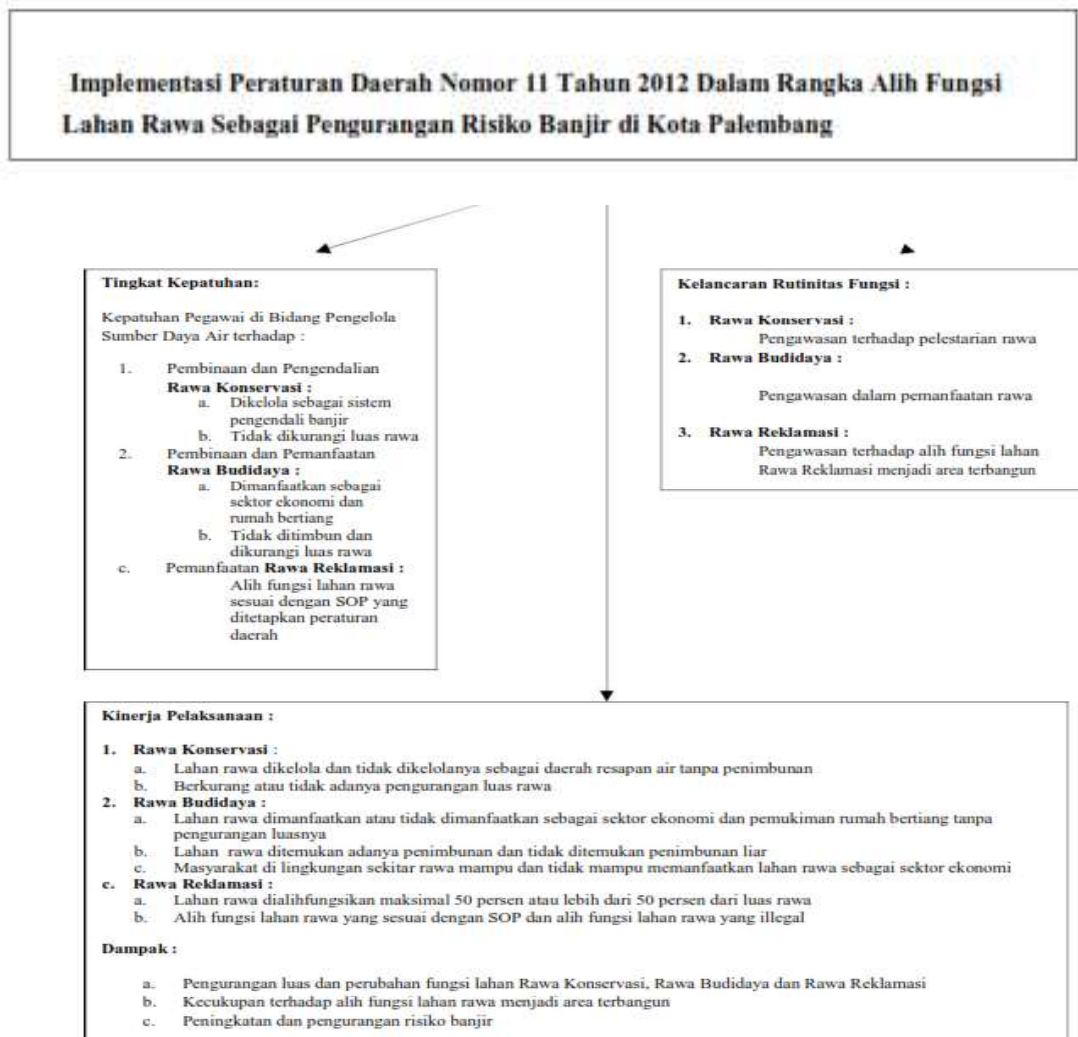 Implementasi Peraturan Daerah Nomor 11 Tahun 2012 Dalam Rangka Alih Fungsi
Lahan Rawa Sebagai Pengurangan Risiko Banjir di Kota Palembang
Tingkat Kepatuhan:
Kepatuhan Pegawai di Bidang Pengelola
Sumber Daya Air terhadap :
1. Pembinaan dan Pengendalian
Rawa Konservasi :
a. Dikelola sebagai sistem
pengendali banjir
b. Tidak dikurangi luas rawa
2. Pembinaan dan Pemanfaatan
Rawa Budidaya :
a. Dimanfaatkan sebagai
sektor ekonomi dan
rumah bertiang
b. Tidak ditimbun dan
dikurangi luas rawa
c. Pemanfaatan Rawa Reklamasi :
Alih fungsi lahan rawa
sesuai dengan SOP yang
ditetapkan peraturan
daerah
Kelancaran Rutinitas Fungsi :
1. Rawa Konservasi :
Pengawasan terhadap pelestarian rawa
2. Rawa Budidaya :
Pengawasan dalam pemanfaatan rawa
3. Rawa Reklamasi :
Pengawasan terhadap alih fungsi lahan
Rawa Reklamasi menjadi area terbangun
Kinerja Pelaksanaan :
1. Rawa Konservasi :
a. Lahan rawa dikelola dan tidak dikelolanya sebagai daerah resapan air tanpa penimbunan
b. Berkurang atau tidak adanya pengurangan luas rawa
2. Rawa Budidaya :
a. Lahan rawa dimanfaatkan atau tidak dimanfaatkan sebagai sektor ekonomi dan pemukiman rumah bertiang tanpa
pengurangan luasnya
b. Lahan rawa ditemukan adanya penimbunan dan tidak ditemukan penimbunan liar
c. Masyarakat di lingkungan sekitar rawa mampu dan tidak mampu memanfaatkan lahan rawa sebagai sektor ekonomi
c. Rawa Reklamasi :
a. Lahan rawa dialihfungsikan maksimal 50 persen atau lebih dari 50 persen dari luas rawa
b. Alih fungsi lahan rawa yang sesuai dengan SOP dan alih fungsi lahan rawa yang illegal
Dampak :
a. Pengurangan luas dan perubahan fungsi lahan Rawa Konservasi, Rawa Budidaya dan Rawa Reklamasi
b. Kecukupan terhadap alih fungsi lahan rawa menjadi area terbangun
c. Peningkatan dan pengurangan risiko banjir